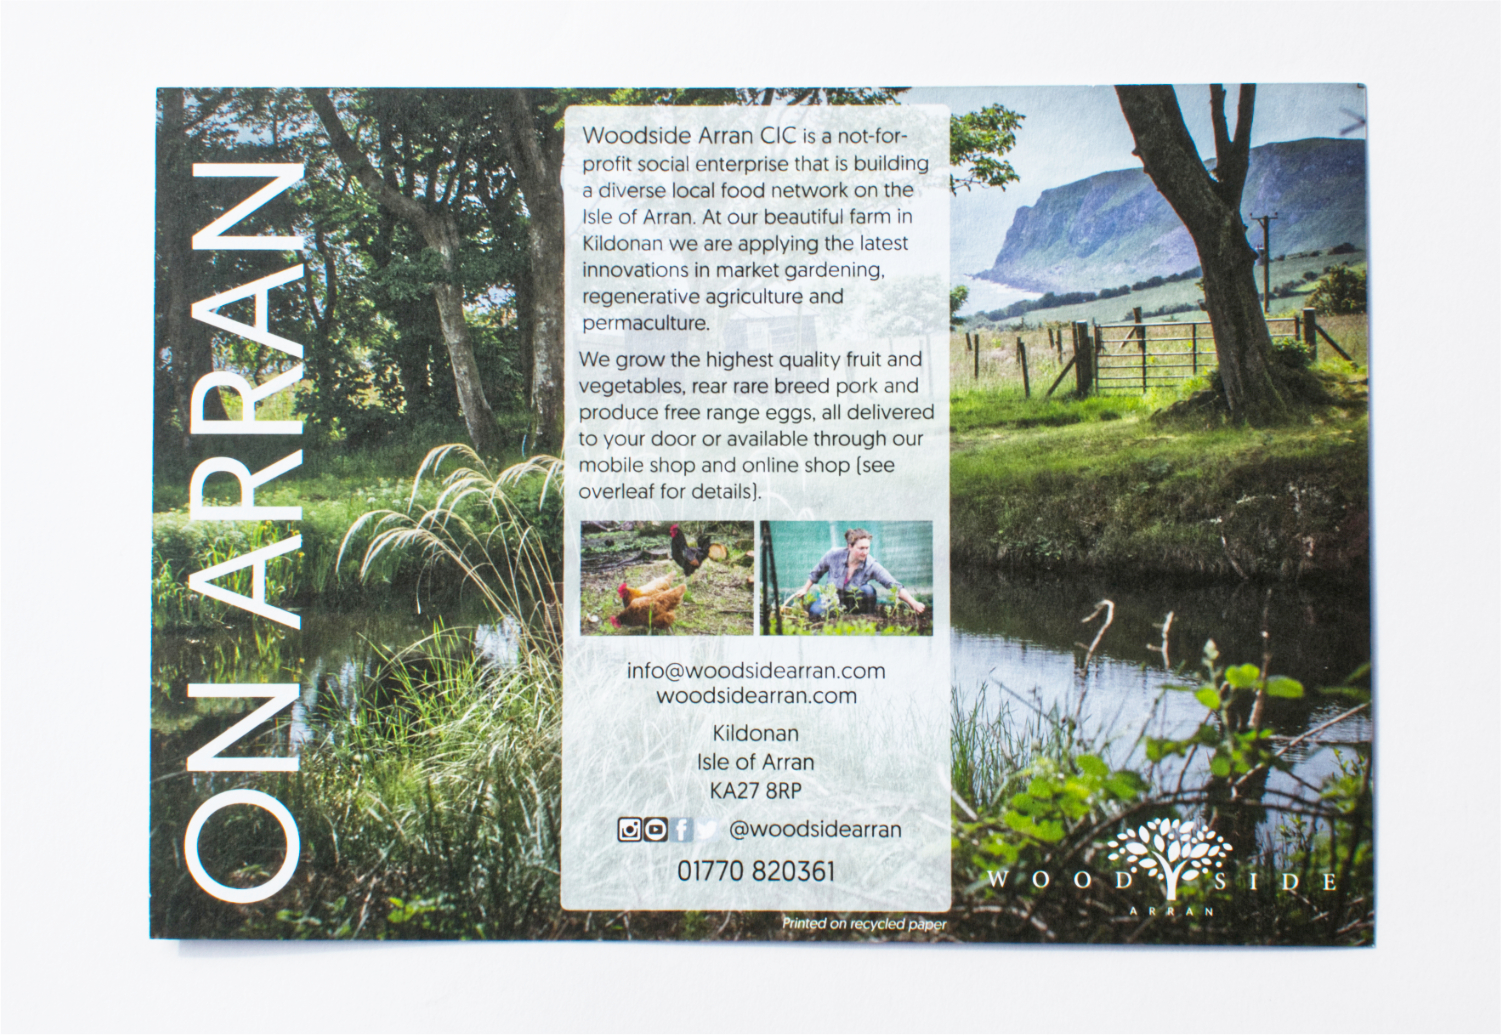 ON ARRAN
Woodside Arran CIC is a not-for-
profit social enterprise that is building
a diverse local food network on the
Isle of Arran. At our beautiful farm in
Kildonan we are applying the latest
innovations in market gardening,
regenerative agriculture and
permaculture.
We grow the highest quality fruit and
vegetables, rear rare breed pork and
produce free range eggs, all delivered
to your door or available through our
mobile shop and online shop (see
overleaf for details).
info@woodsidearran.com
woodsidearran.com
Kildonan
Isle of Arran
KA27 8RP
@woodsidearran
01770 820361
Printed on recycled paper
WOODSIDE
ARRAN